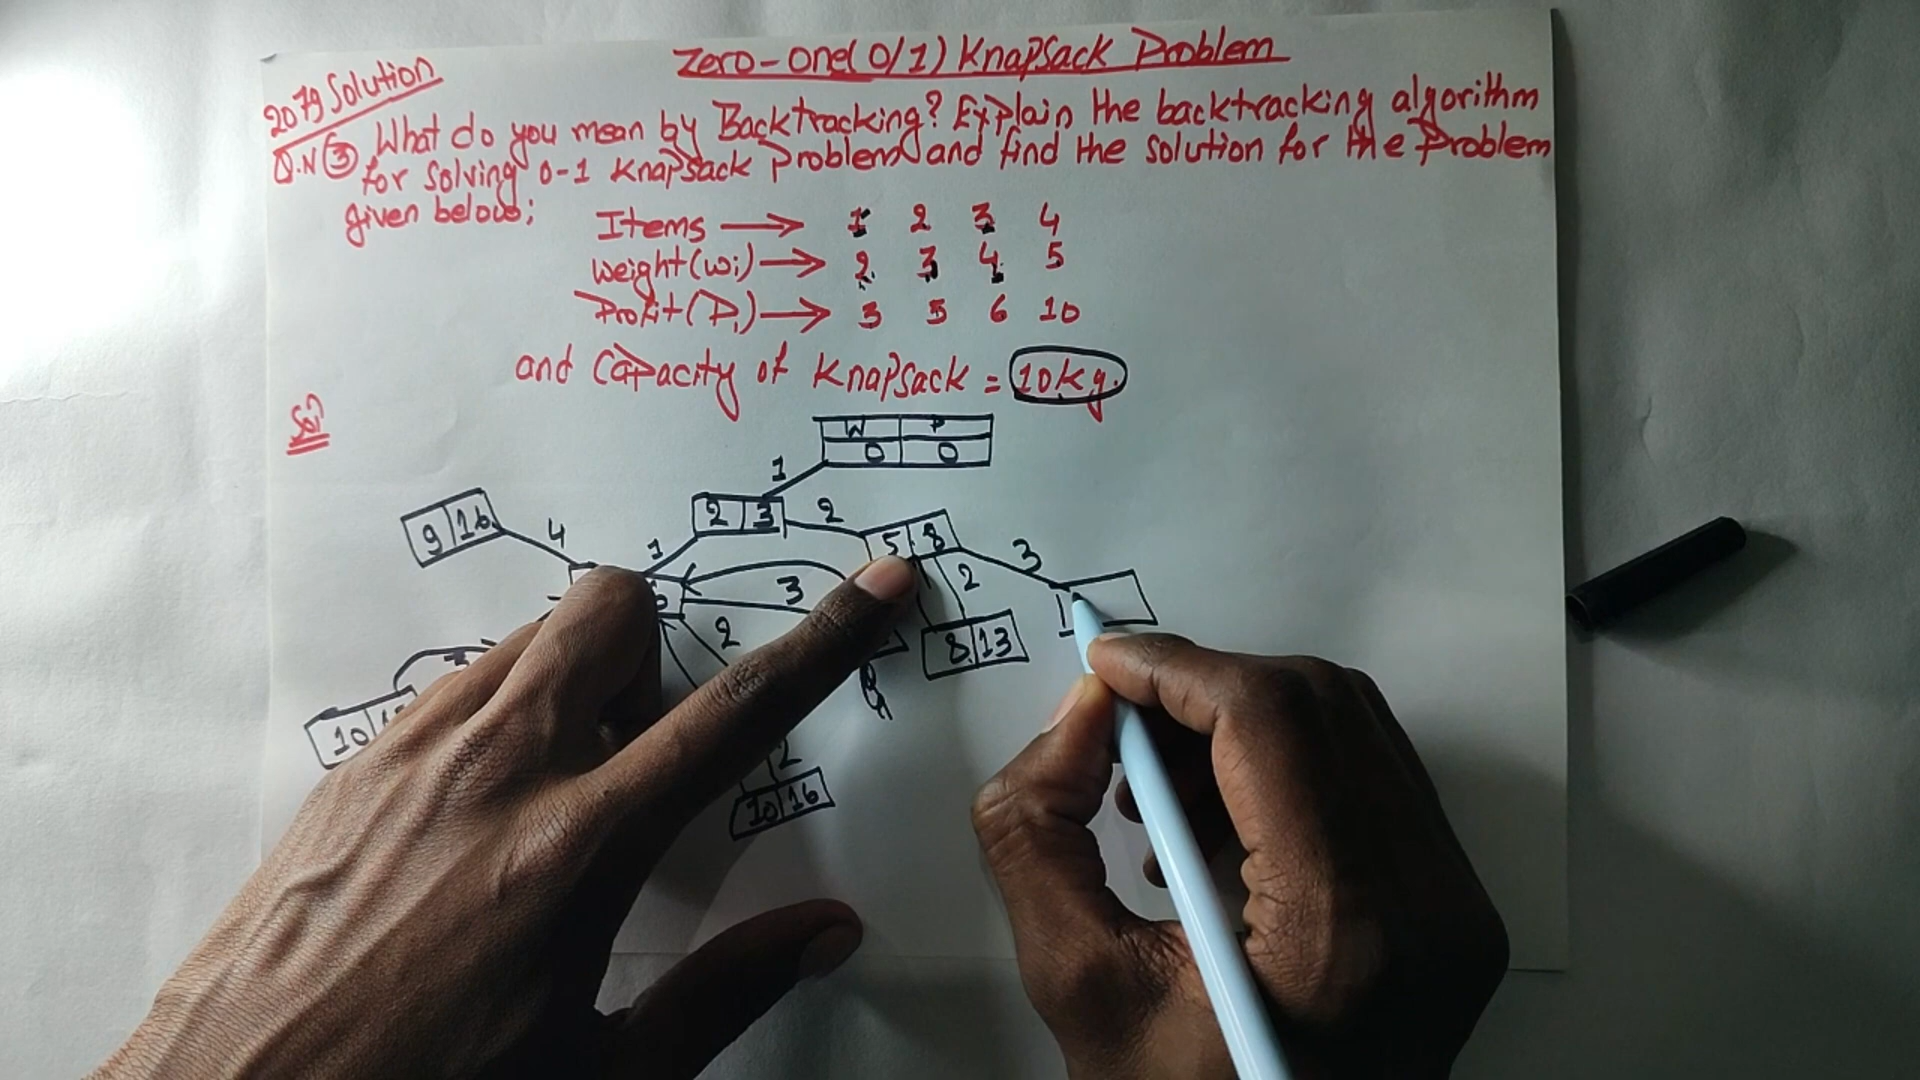 Zero-one(0/1) Knapsack Problem
2079 Solution
Q.N(3) What do you mean by Backtracking? Explain the backtracking algorithm
for solving 0-1 Knapsack Problem and find the solution for the Problem
given below;
Items → 1 2 3 4
Weight(wi) → 2 3 4 5
Profit(Pi) → 3 5 6 10
and Capacity of Knapsack = 10kg.
Solⁿ
W P
0 0
1
2 3
2
5 8
9 16
4
1
3
3
2
2
8 13
10
2
10 16